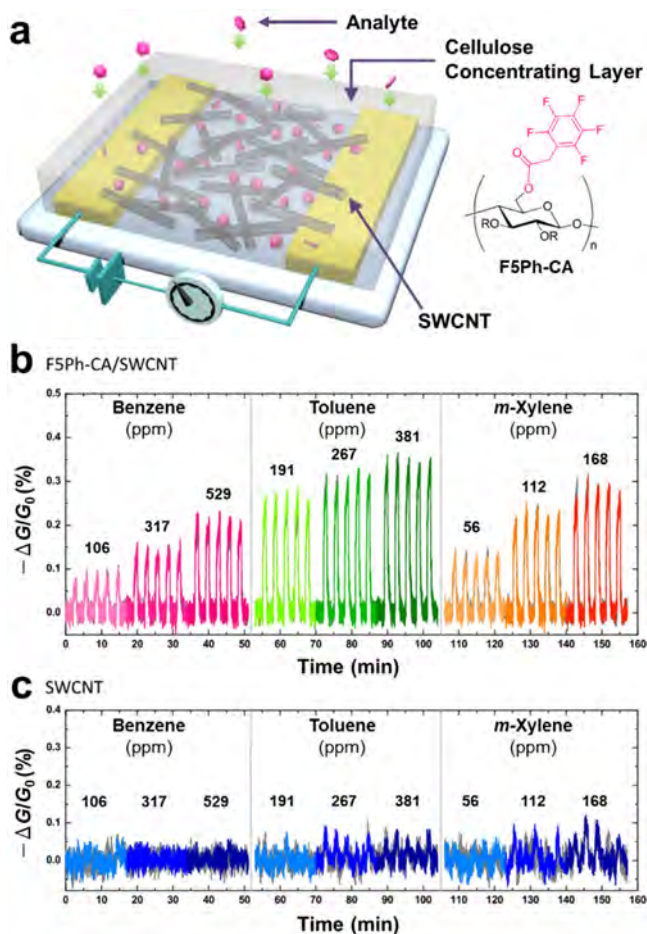 a
Analyte
Cellulose
Concentrating Layer
F
F
F
F
F
O
O
O
RO
OR
O
n
F5Ph-CA
SWCNT
b F5Ph-CA/SWCNT
− ΔG/G0 (%)
0.5
0.4
0.3
0.2
0.1
0.0
Benzene
(ppm)
Toluene
(ppm)
m-Xylene
(ppm)
106 317 529 191 267 381 56 112 168
0 10 20 30 40 50 60 70 80 90 100 110 120 130 140 150 160
Time (min)
c SWCNT
− ΔG/G0 (%)
0.4
0.3
0.2
0.1
0.0
Benzene
(ppm)
Toluene
(ppm)
m-Xylene
(ppm)
106 317 529 191 267 381 56 112 168
0 10 20 30 40 50 60 70 80 90 100 110 120 130 140 150 160
Time (min)